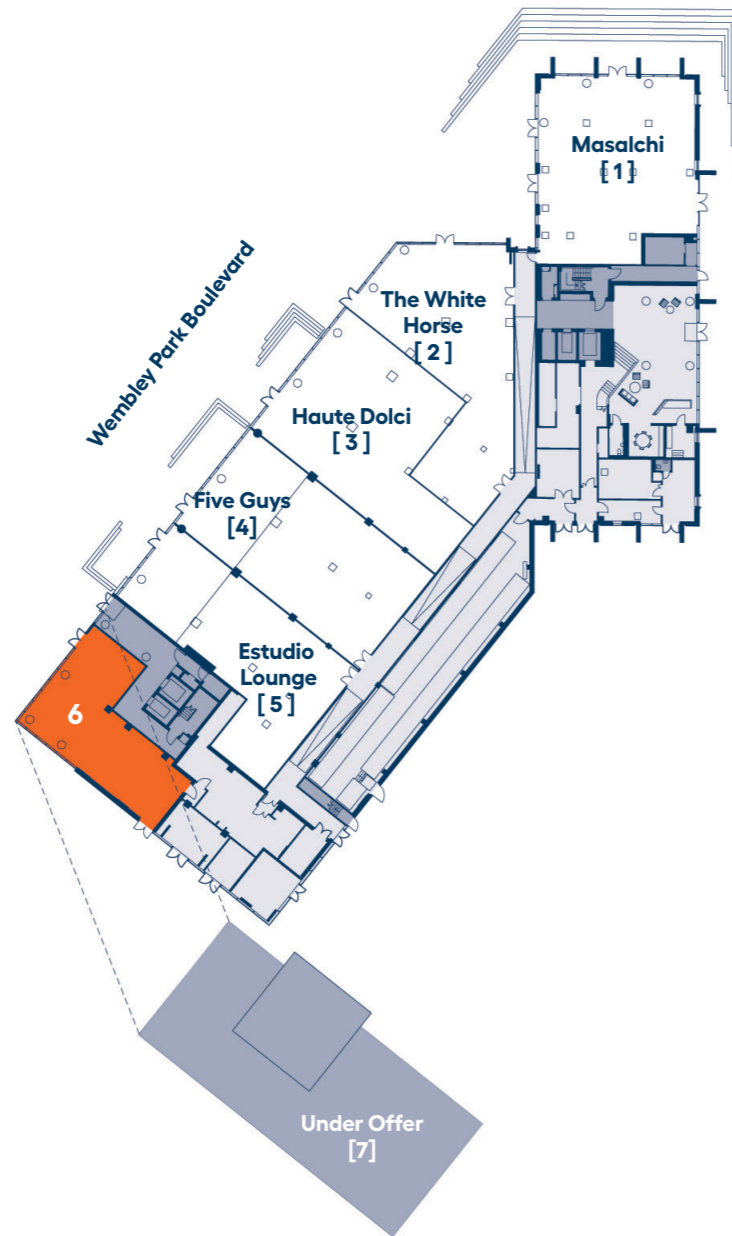 Masalchi
[ 1 ]
Wembley Park Boulevard
The White
Horse
[ 2 ]
Haute Dolci
[ 3 ]
Five Guys
[4]
Estudio
Lounge
[ 5 ]
6
Under Offer
[7]